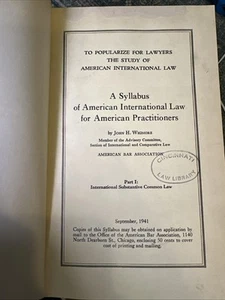 TO POPULARIZE FOR LAWYERS
THE STUDY OF
AMERICAN INTERNATIONAL LAW
A Syllabus
of American International Law
for American Practitioners
by JOHN H. WIGMORE
Member of the Advisory Committee,
Section of International and Comparative Law
AMERICAN BAR ASSOCIATION
CINCINNATI
LAW LIBRARY
Part I:
International Substantive Common Law
September, 1941
Copies of this Syllabus may be obtained on application by
mail to the Office of the American Bar Association, 1140
North Dearborn St., Chicago, enclosing 50 cents to cover
cost of printing and mailing.